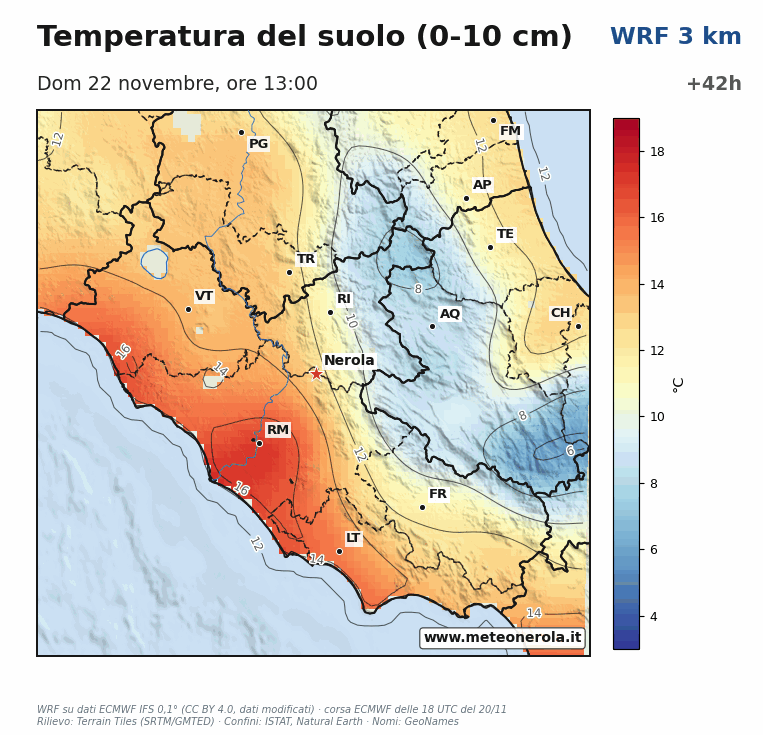 Temperatura del suolo (0-10 cm) WRF 3 km
Dom 22 novembre, ore 13:00 +42h
12
PG
FM
12
12
AP
TE
TR
8
VT
RI
10
AQ
CH
16
14
Nerola
8
RM
6
12
16
FR
12
LT
14
14
www.meteonerola.it
18
16
14
12
10
8
6
4
°C
WRF su dati ECMWF IFS 0,1° (CC BY 4.0, dati modificati) · corsa ECMWF delle 18 UTC del 20/11
Rilievo: Terrain Tiles (SRTM/GMTED) · Confini: ISTAT, Natural Earth · Nomi: GeoNames